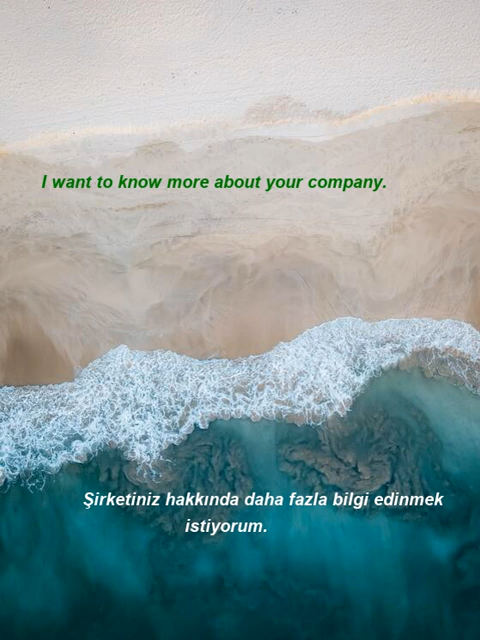 I want to know more about your company.
Şirketiniz hakkında daha fazla bilgi edinmek
istiyorum.